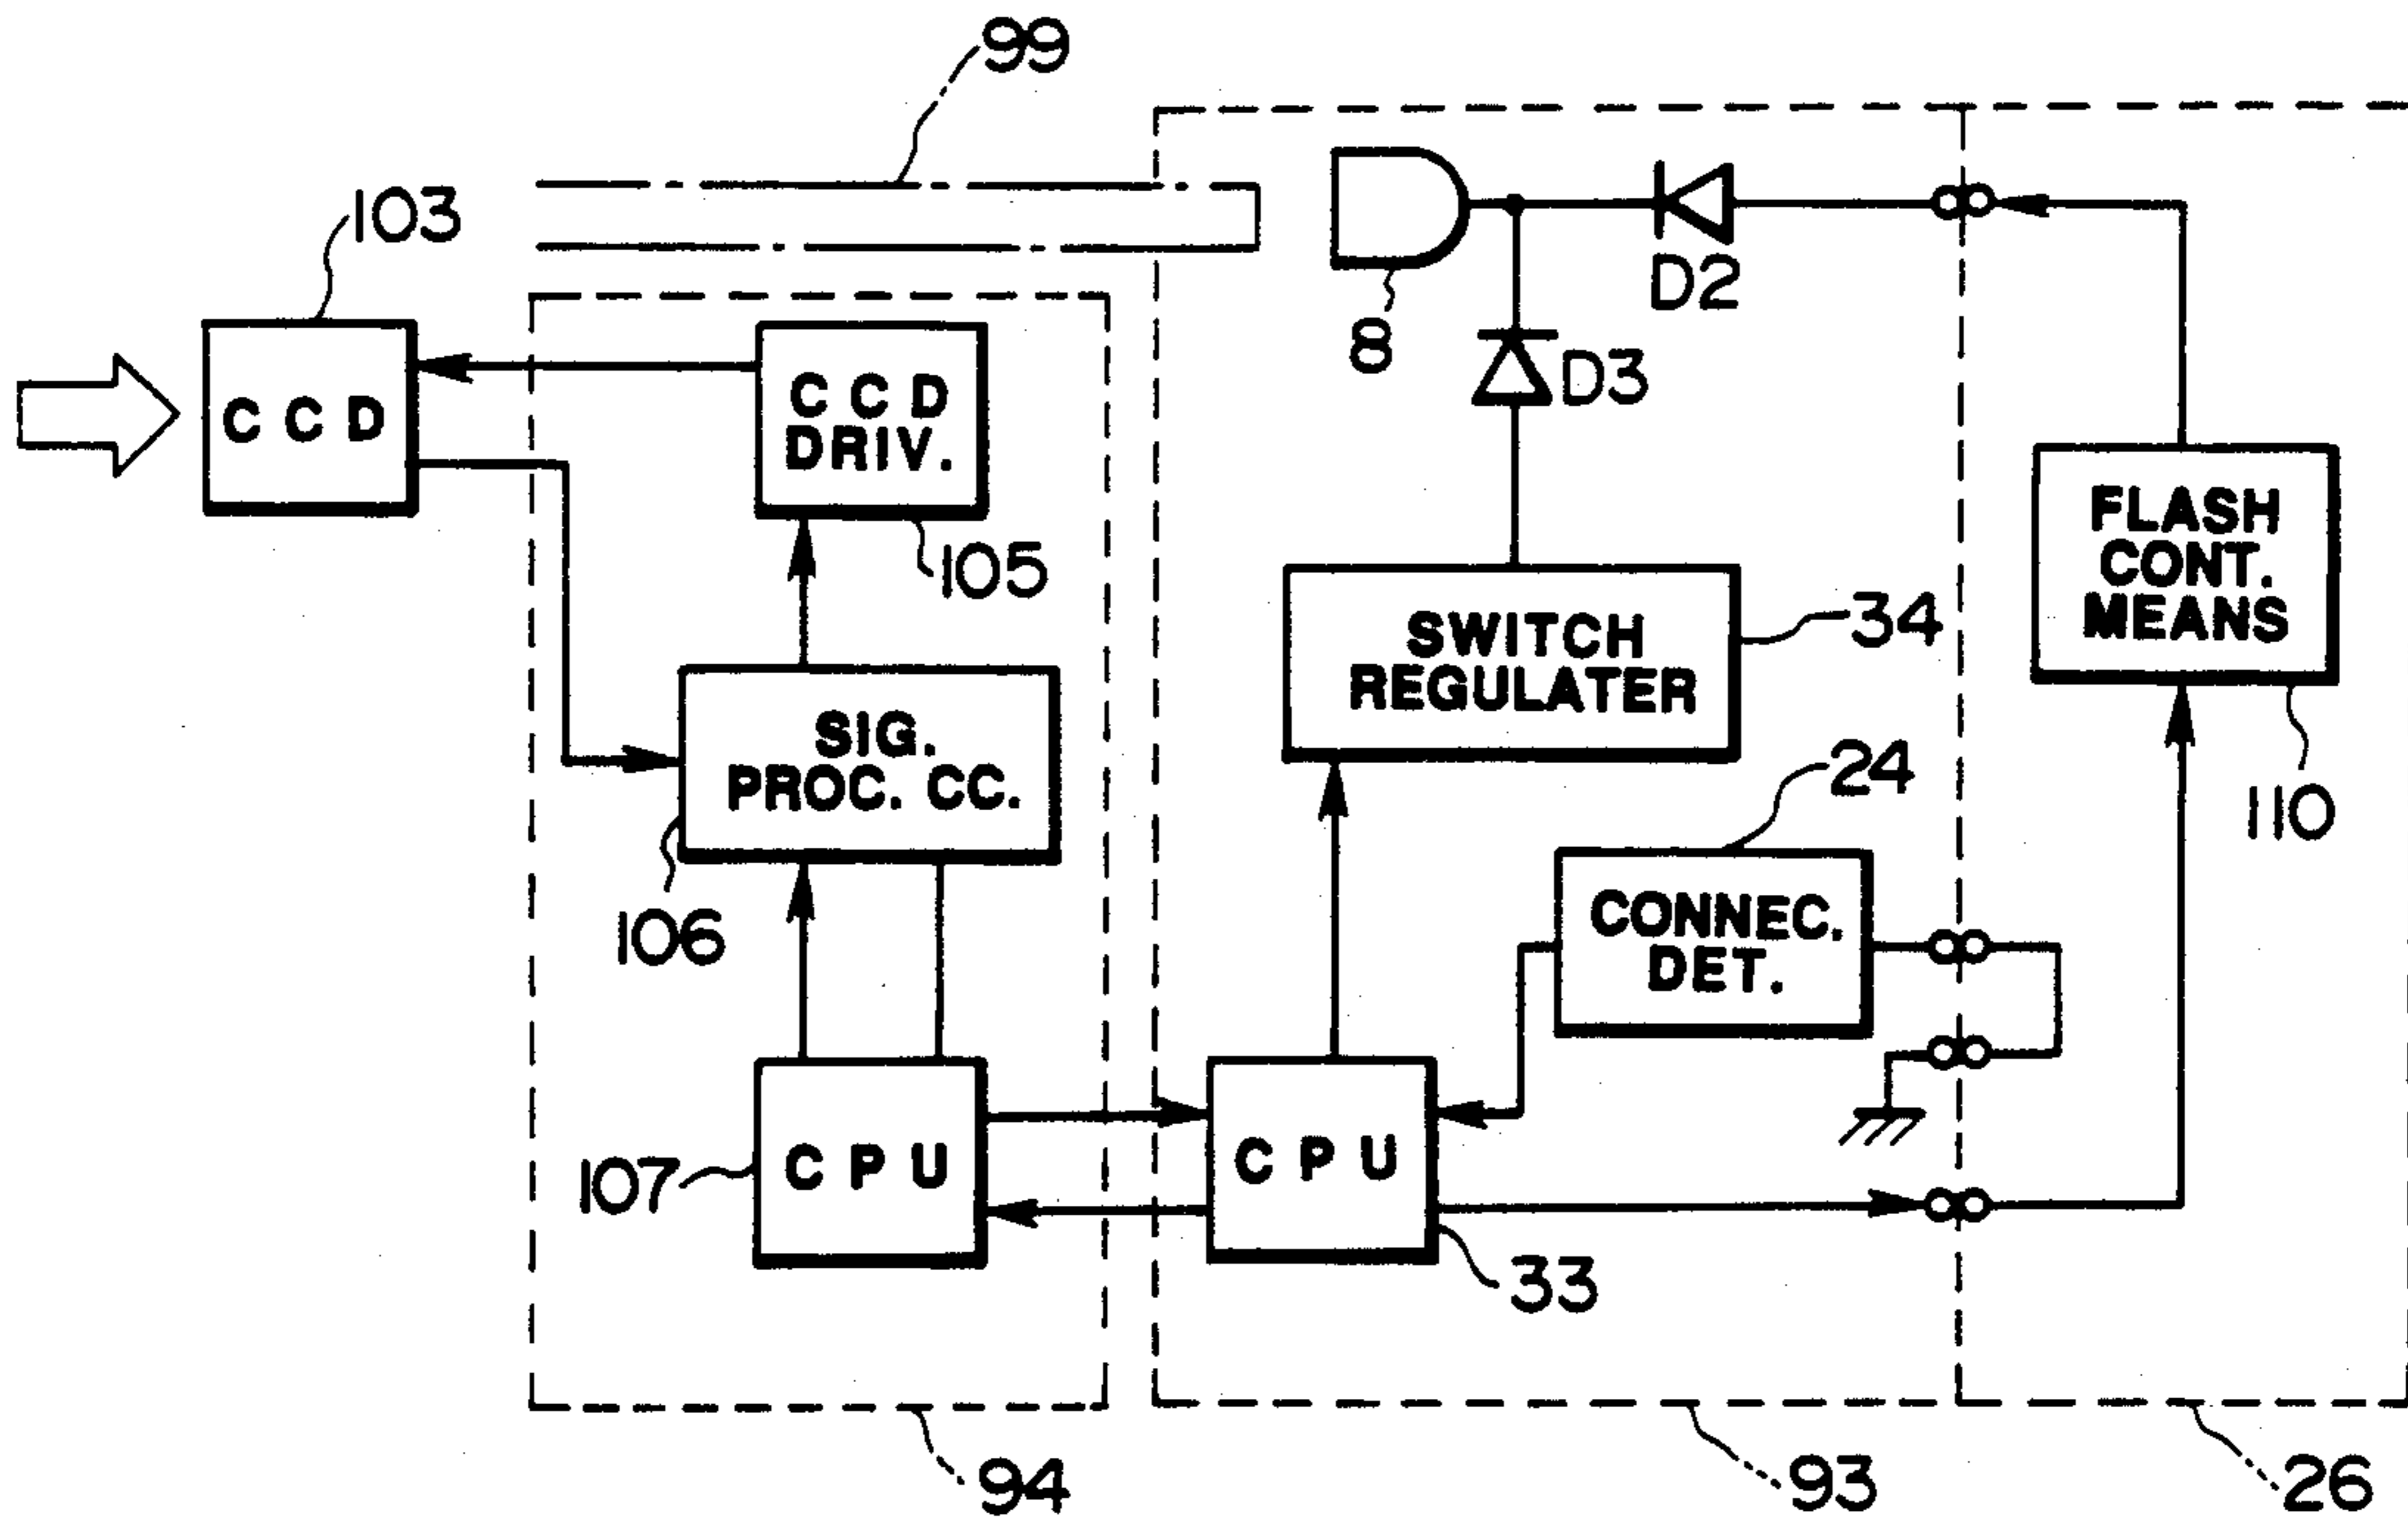 99
103
C C D
C C D
DRIV.
105
8
D2
D3
SWITCH
REGULATER
34
FLASH
CONT.
MEANS
110
SIG.
PROC. CC.
106
24
CONNEC.
DET.
107
C P U
C P U
33
94
93
26